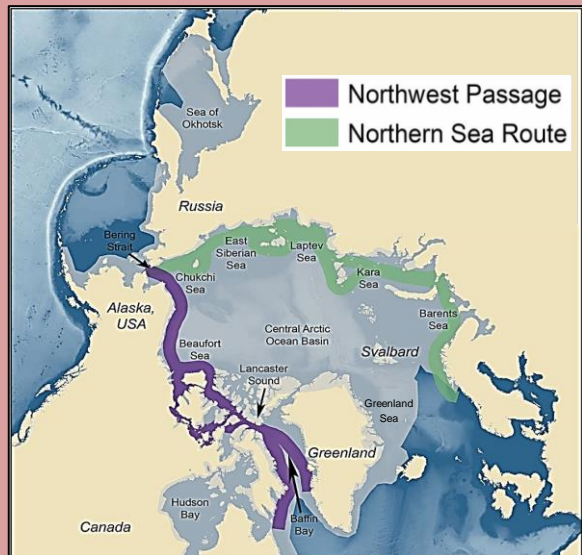 Northwest Passage
Northern Sea Route
Sea of
Okhotsk
Russia
Bering
Strait
East
Siberian
Sea
Laptev
Sea
Chukchi
Sea
Kara
Sea
Alaska,
USA
Barents
Sea
Beaufort
Sea
Central Arctic
Ocean Basin
Svalbard
Lancaster
Sound
Greenland
Sea
Greenland
Hudson
Bay
Baffin
Bay
Canada